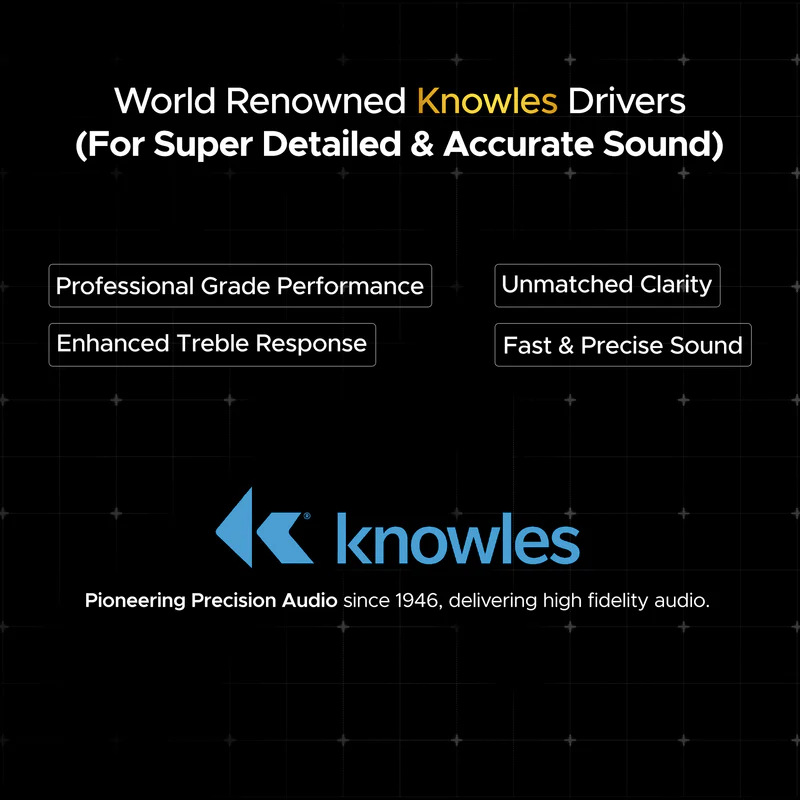 World Renowned Knowles Drivers
(For Super Detailed & Accurate Sound)
Professional Grade Performance
Unmatched Clarity
Enhanced Treble Response
Fast & Precise Sound
® knowles
Pioneering Precision Audio since 1946, delivering high fidelity audio.